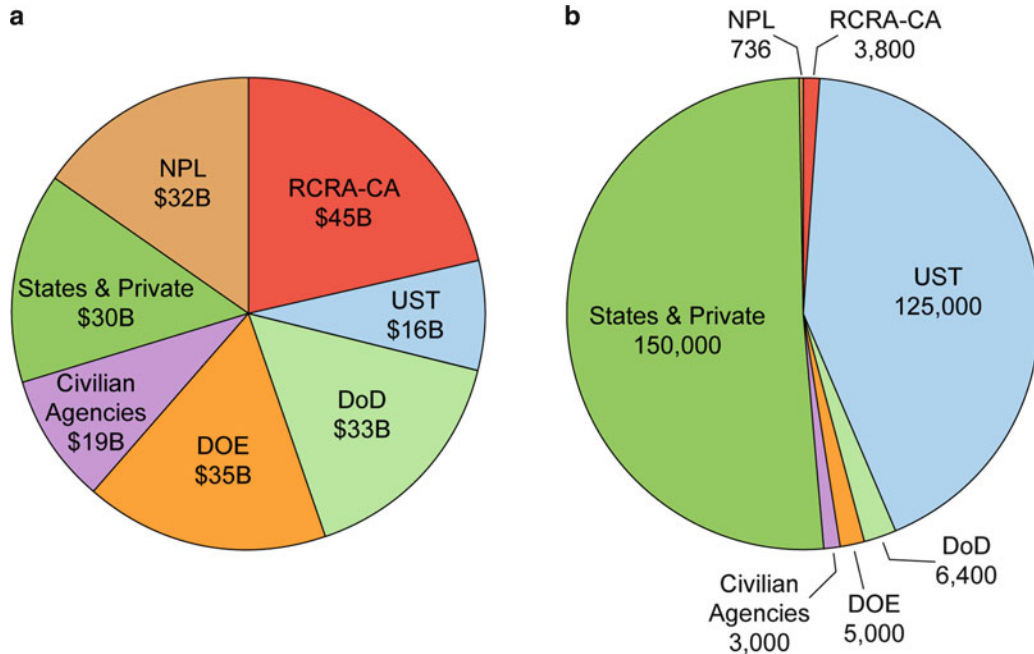 a
NPL
$32B
RCRA-CA
$45B
States & Private
$30B
UST
$16B
Civilian
Agencies
$19B
DoD
$33B
DOE
$35B
b
NPL
736
RCRA-CA
3,800
States & Private
150,000
UST
125,000
Civilian
Agencies
3,000
DOE
5,000
DoD
6,400